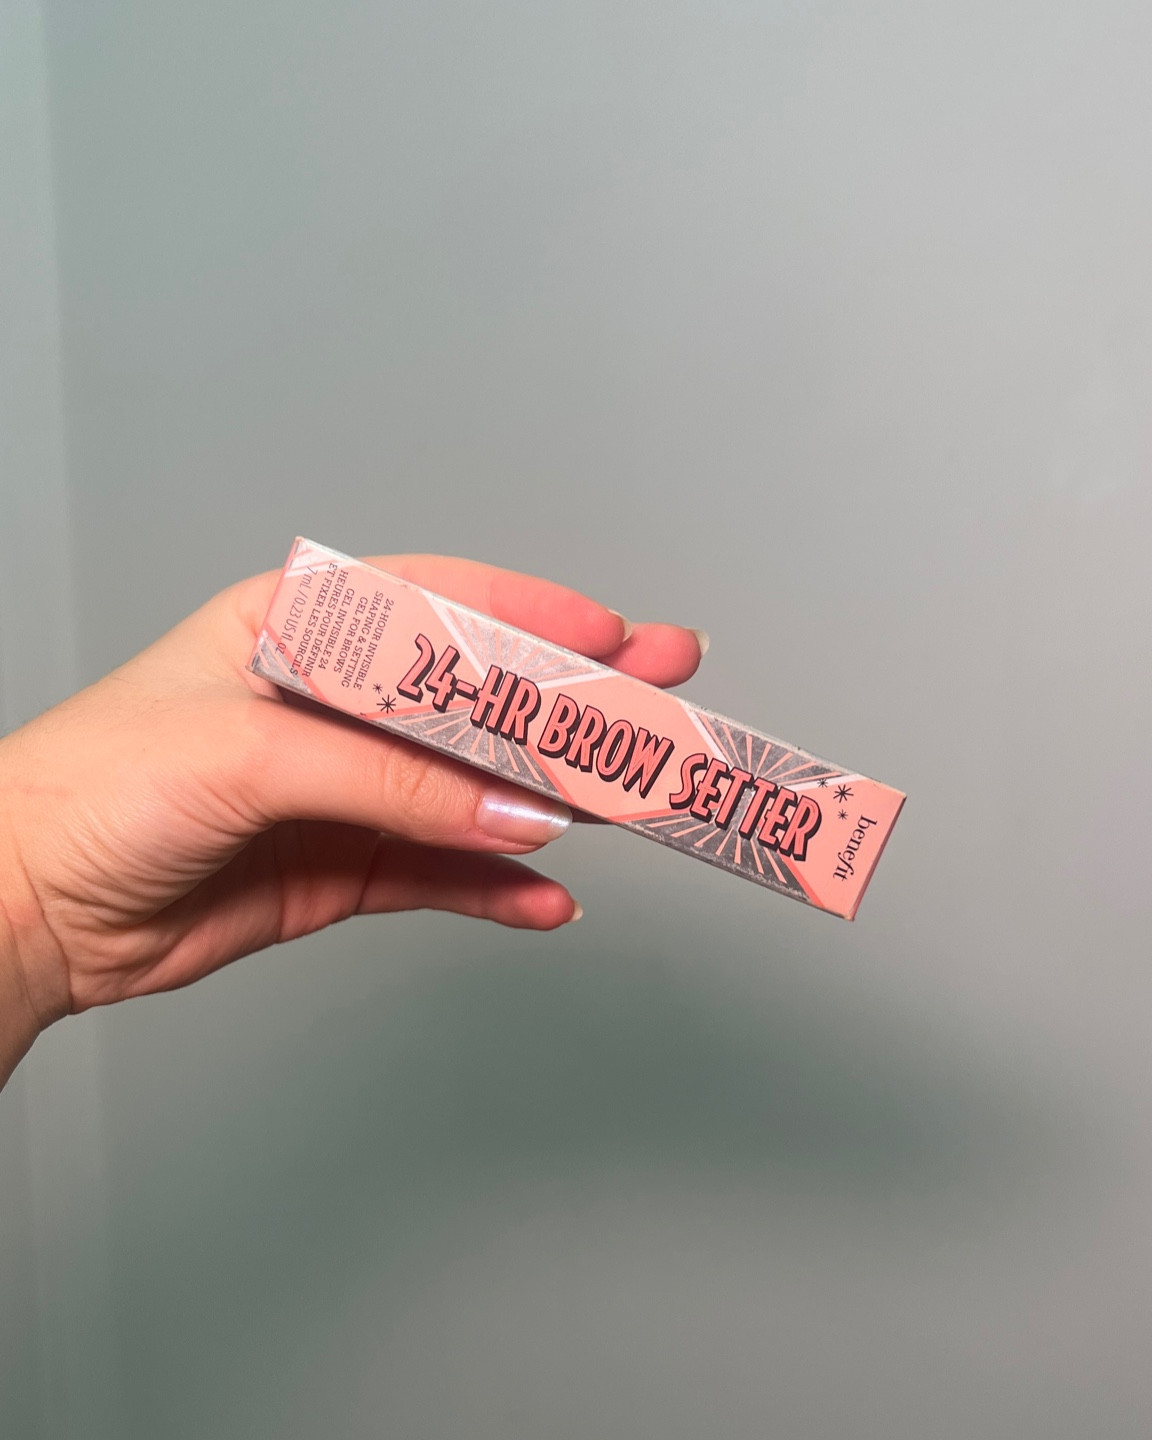 benefit
24-HR BROW SETTER
24-HOUR INVISIBLE
SHAPING & SETTING
GEL FOR BROWS
GEL INVISIBLE 24
HEURES POUR DÉFINIR
ET FIXER LES SOURCILS
7 mL / 0.23 US fl. oz.